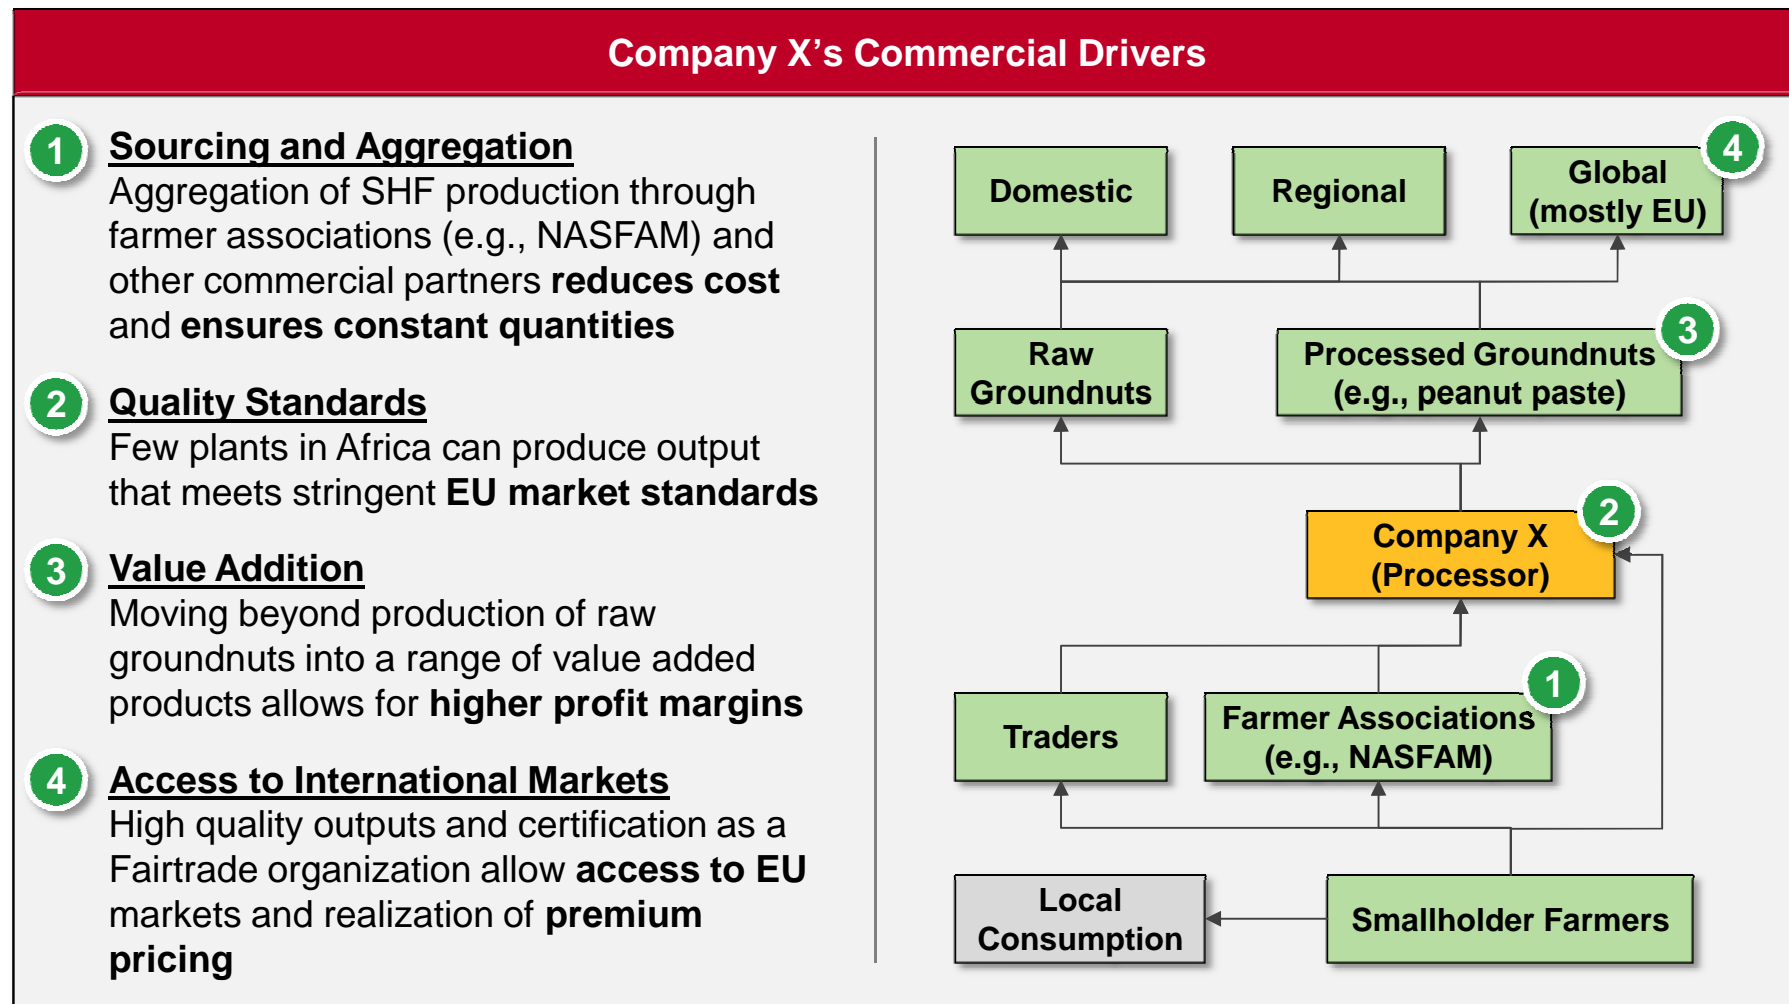 Company X's Commercial Drivers
1
Sourcing and Aggregation
Aggregation of SHF production through
farmer associations (e.g., NASFAM) and
other commercial partners reduces cost
and ensures constant quantities
2
Quality Standards
Few plants in Africa can produce output
that meets stringent EU market standards
3
Value Addition
Moving beyond production of raw
groundnuts into a range of value added
products allows for higher profit margins
4
Access to International Markets
High quality outputs and certification as a
Fairtrade organization allow access to EU
markets and realization of premium
pricing
Domestic
Regional
Global
(mostly EU)
4
Raw
Groundnuts
Processed Groundnuts
(e.g., peanut paste)
3
Company X
(Processor)
2
Traders
Farmer Associations
(e.g., NASFAM)
1
Local
Consumption
Smallholder Farmers